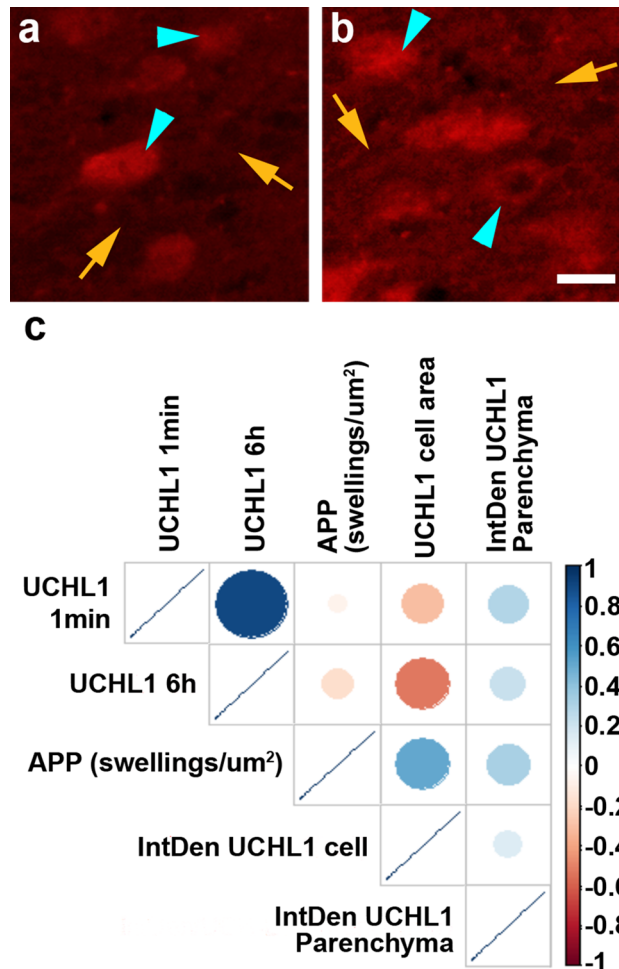 a
b
c
UCHL1 1min
UCHL1 6h
APP
(swellings/um²)
UCHL1 cell area
IntDen UCHL1
Parenchyma
UCHL1
1min
UCHL1 6h
APP (swellings/um²)
IntDen UCHL1 cell
IntDen UCHL1
Parenchyma
1
0.8
0.6
0.4
0.2
0
-0.2
-0.4
-0.6
-0.8
-1